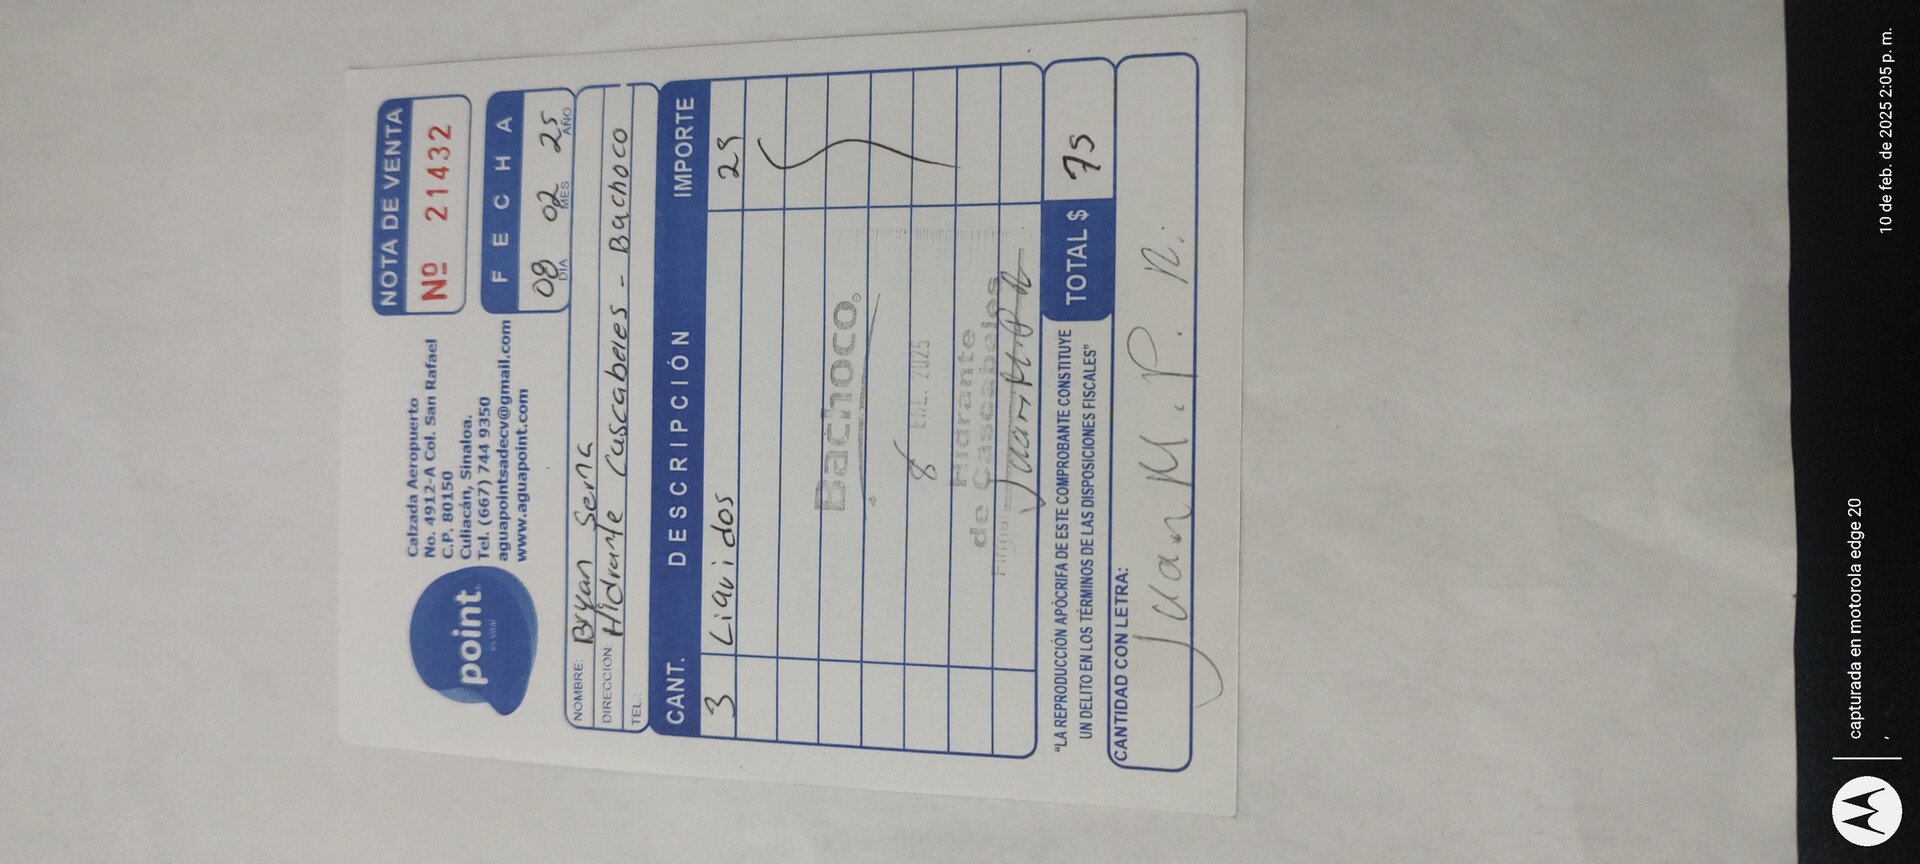 point
es vital
Calzada Aeropuerto
No. 4912-A Col. San Rafael
C.P. 80150
Culiacán, Sinaloa.
Tel. (667) 744 9350
aguapointsadecv@gmail.com
www.aguapoint.com
NOTA DE VENTA
Nº 21432
FECHA
08 02 25
DIA MES AÑO
NOMBRE: Bryan Serna
DIRECCION: Hidrante Cascabeles - Bachoco
TEL.:
CANT. DESCRIPCIÓN IMPORTE
3 Liquidos 25
Bachoco
8 ENE. 2025
Hidrante
de Cascabeles
Juan M.P.R
"LA REPRODUCCIÓN APÓCRIFA DE ESTE COMPROBANTE CONSTITUYE
UN DELITO EN LOS TÉRMINOS DE LAS DISPOSICIONES FISCALES"
TOTAL $ 75
CANTIDAD CON LETRA:
Juan M. P. R.
capturada en motorola edge 20
10 de feb. de 2025 2:05 p. m.